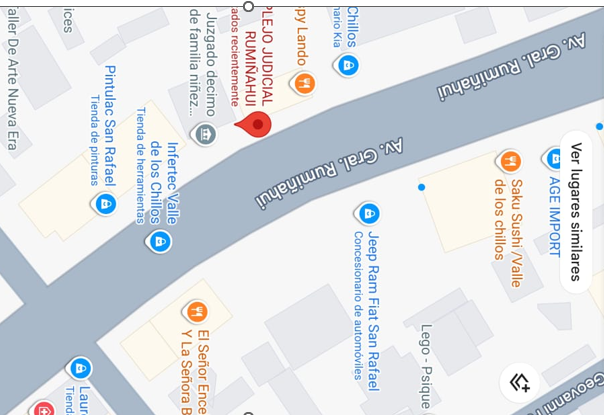 Av. Gral. Rumiñahui
Ver lugares similares
AGE IMPORT
Saku Sushi /Valle
de los chillos
Chillos
nario Kia
py Lando
PLEJO JUDICIAL
RUMIÑAHUI
ados recientemente
Juzgado decimo
de familia niñez...
Av. Gral. Rumiñahui
Jeep Ram Fiat San Rafael
Concesionario de automóviles
Lego - Psique
Geovann
Infertec Valle
de los Chillos
Tienda de herramientas
Pintulac San Rafael
Tienda de pinturas
ices
aller De Arte Nueva Era
El Señor Ence
Y La Señora B
Laur
Tiend